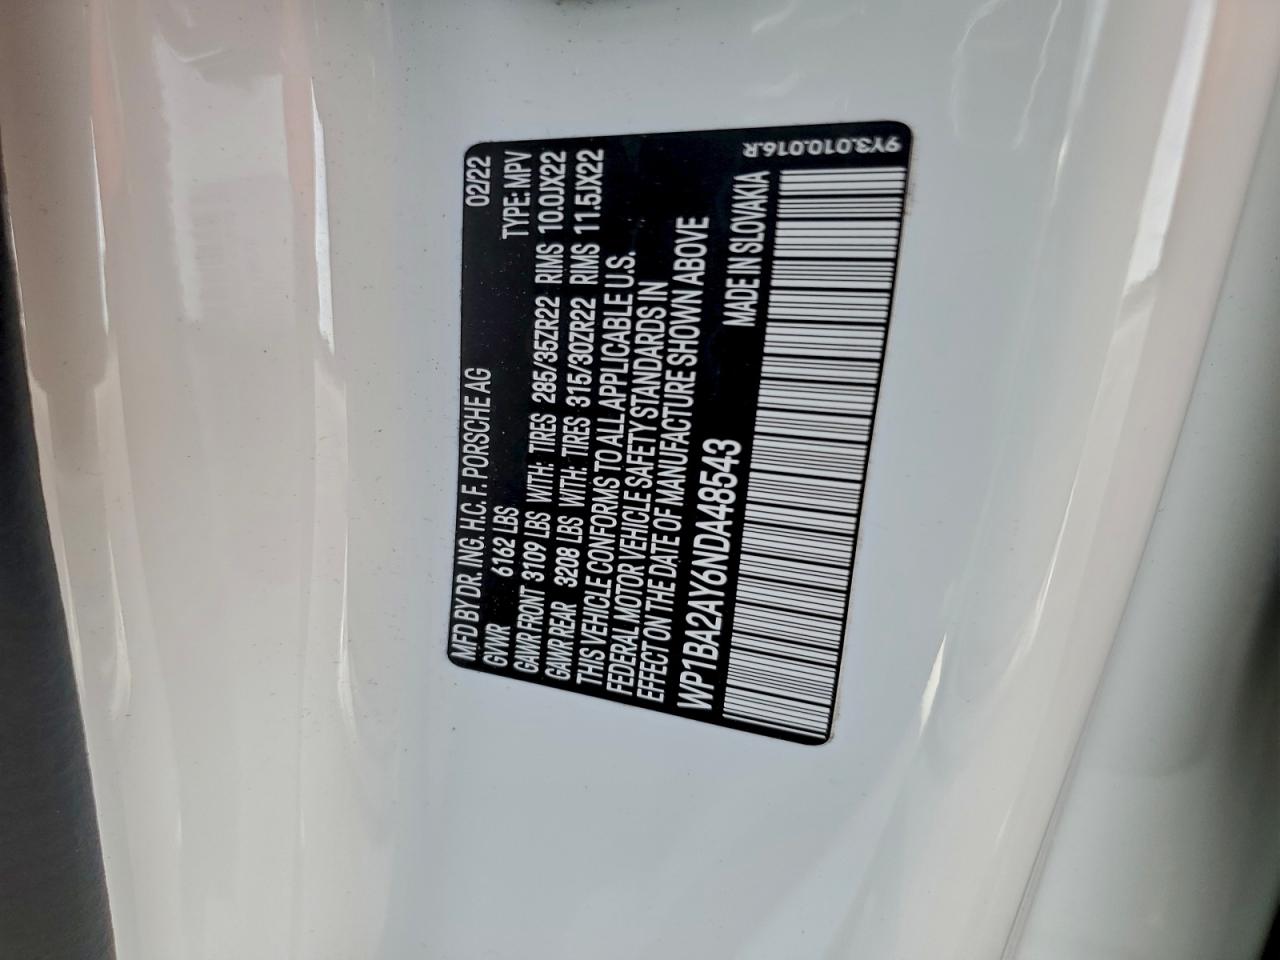 MFD BY DR. ING. H.C. F. PORSCHE AG 02/22
GVWR 6162 LBS TYPE: MPV
GAWR FRONT 3109 LBS WITH: TIRES 285/35ZR22 RIMS 10.0JX22
GAWR REAR 3208 LBS WITH: TIRES 315/30ZR22 RIMS 11.5JX22
THIS VEHICLE CONFORMS TO ALL APPLICABLE U.S.
FEDERAL MOTOR VEHICLE SAFETY STANDARDS IN
EFFECT ON THE DATE OF MANUFACTURE SHOWN ABOVE
WP1BA2AY6NDA48543 MADE IN SLOVAKIA
9Y3.010.016.R